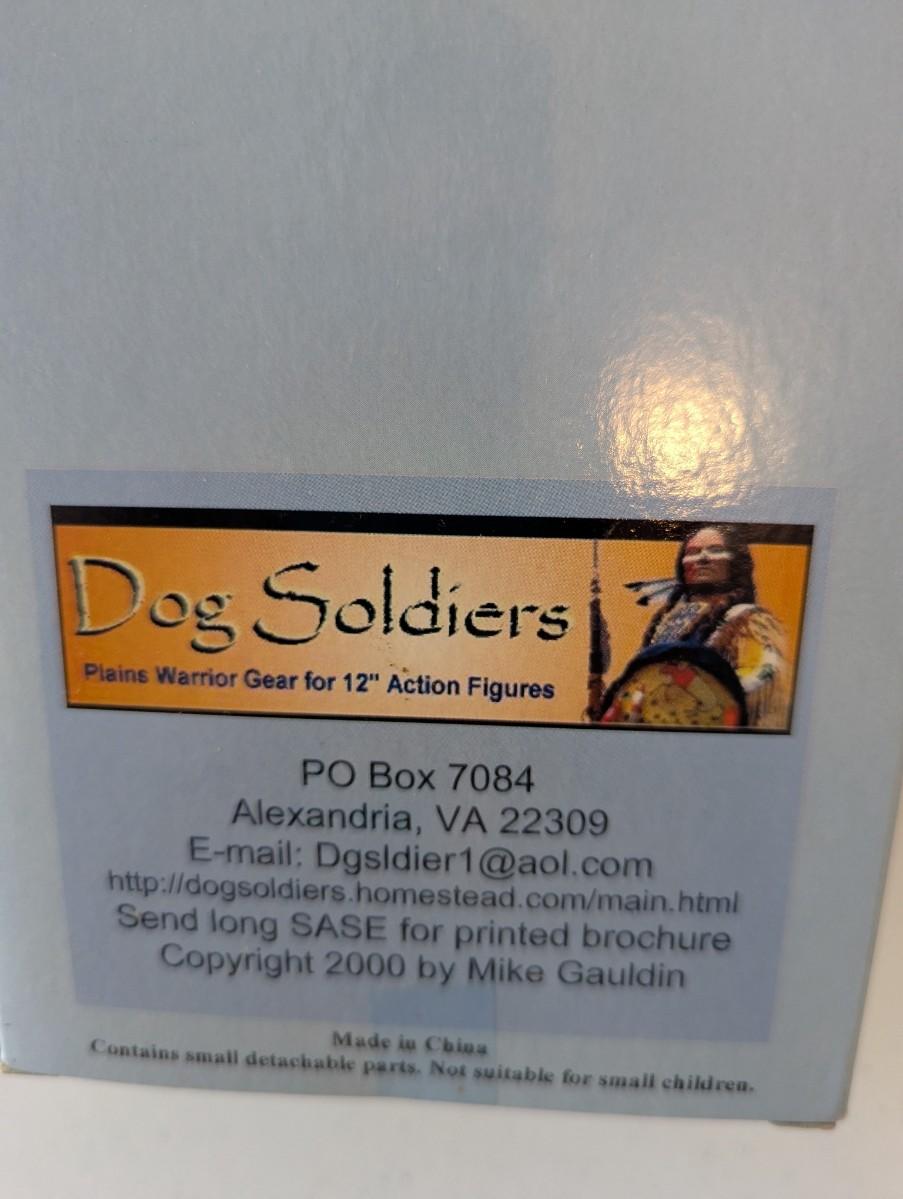 Dog Soldiers
Plains Warrior Gear for 12" Action Figures
PO Box 7084
Alexandria, VA 22309
E-mail: Dgsldier1@aol.com
http://dogsoldiers.homestead.com/main.html
Send long SASE for printed brochure
Copyright 2000 by Mike Gauldin
Made in China
Contains small detachable parts. Not suitable for small children.